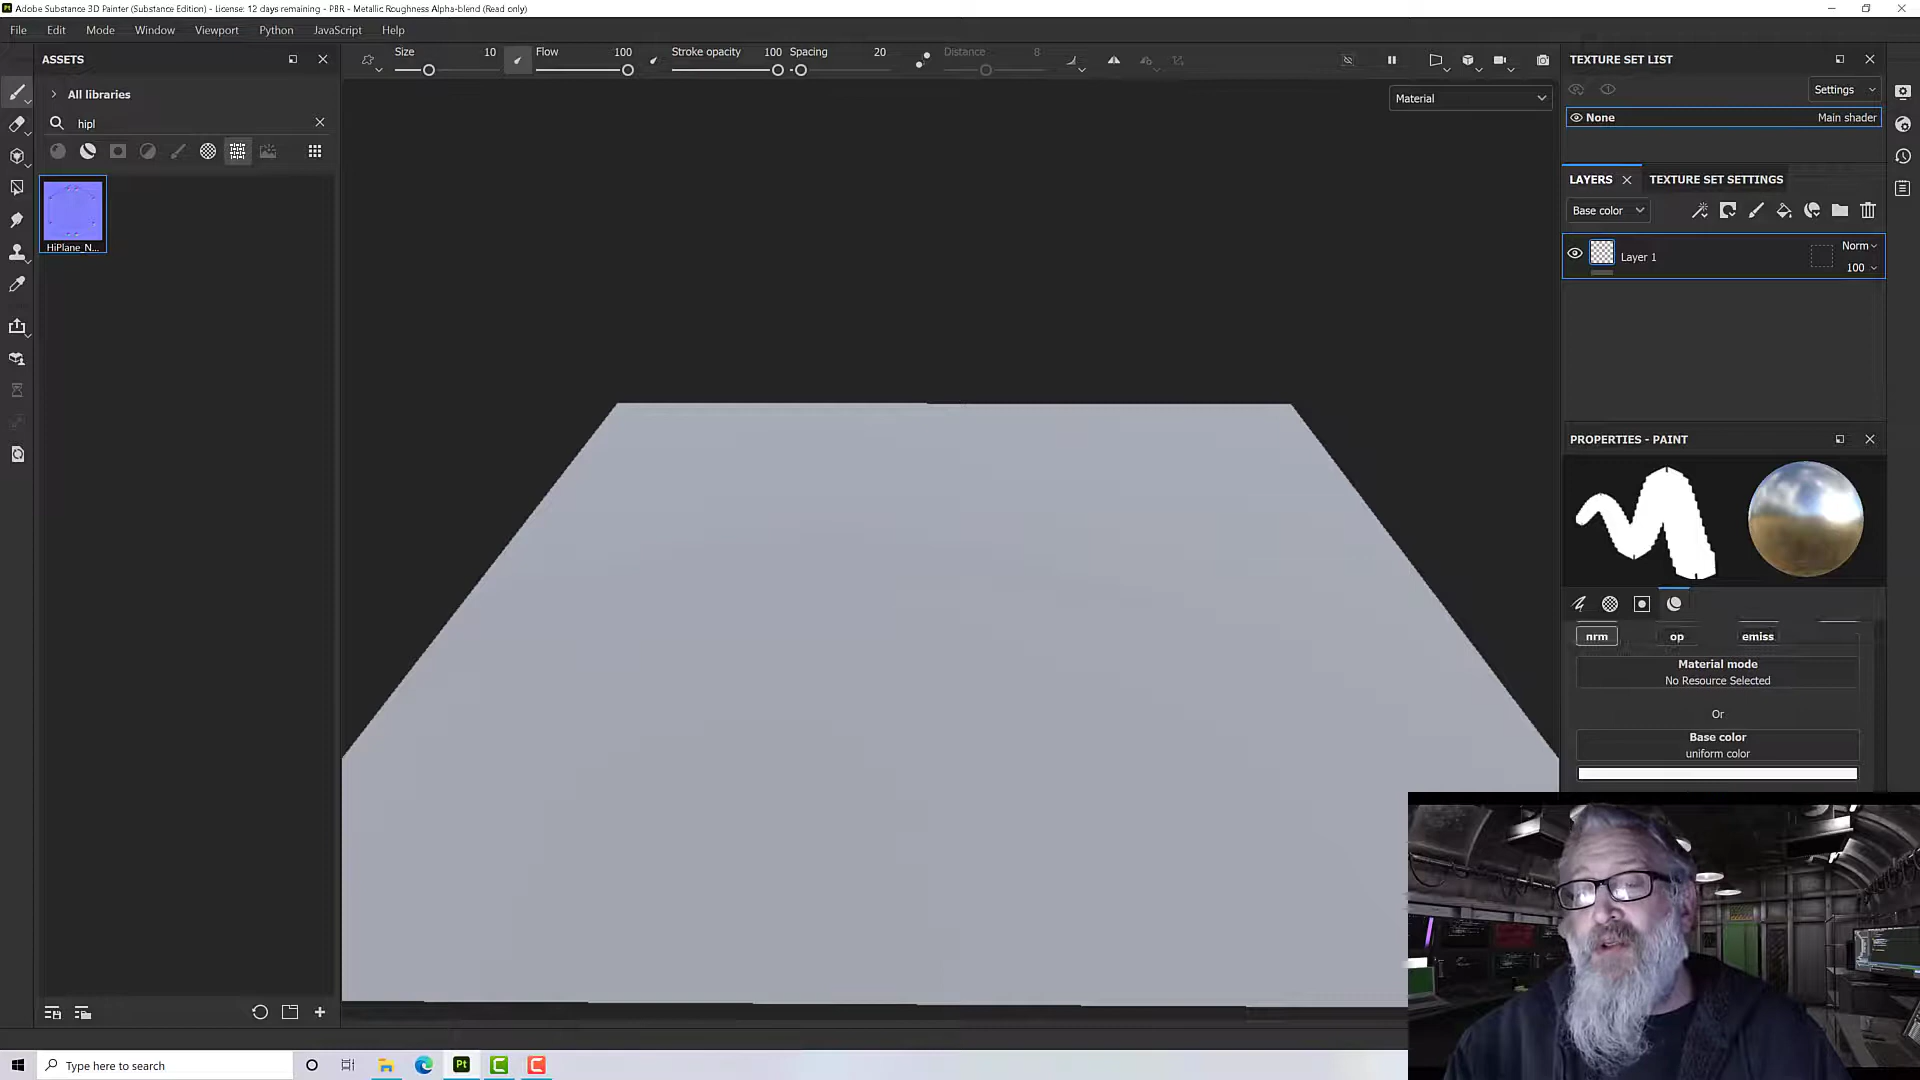 Adobe Substance 3D Painter (Substance Edition) - License: 12 days remaining - PBR - Metallic Roughness Alpha-blend (Read only)
File Edit Mode Window Viewport Python JavaScript Help
ASSETS
Size 10 Flow 100 Stroke opacity 100 Spacing 20 Distance 8
TEXTURE SET LIST
All libraries
Settings
Material
hipl
None Main shader
LAYERS TEXTURE SET SETTINGS
Base color
HiPlane_N...
Norm
Layer 1
100
PROPERTIES - PAINT
nrm op emiss
Material mode
No Resource Selected
Or
Base color
uniform color
Pt
Type here to search